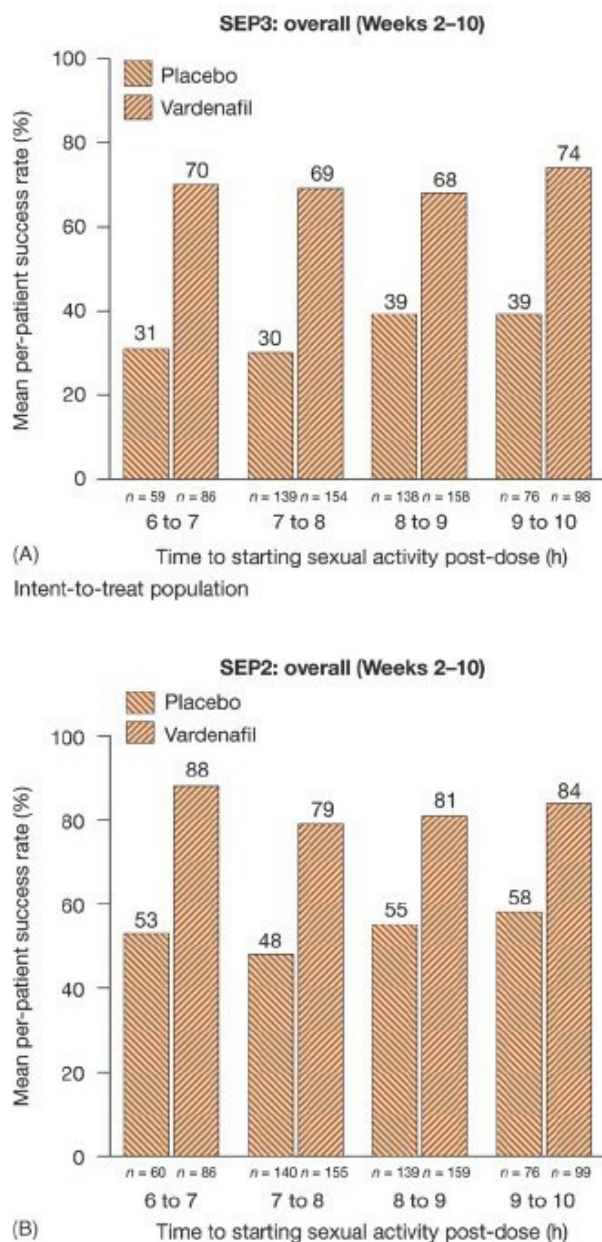 SEP3: overall (Weeks 2–10)
Placebo
Vardenafil
Mean per-patient success rate (%)
100
80
60
40
20
0
31 70 30 69 39 68 39 74
n = 59 n = 86 n = 139 n = 154 n = 138 n = 158 n = 76 n = 98
6 to 7 7 to 8 8 to 9 9 to 10
(A) Time to starting sexual activity post-dose (h)
Intent-to-treat population
SEP2: overall (Weeks 2–10)
Placebo
Vardenafil
Mean per-patient success rate (%)
100
80
60
40
20
0
53 88 48 79 55 81 58 84
n = 60 n = 86 n = 140 n = 155 n = 139 n = 159 n = 76 n = 99
6 to 7 7 to 8 8 to 9 9 to 10
(B) Time to starting sexual activity post-dose (h)